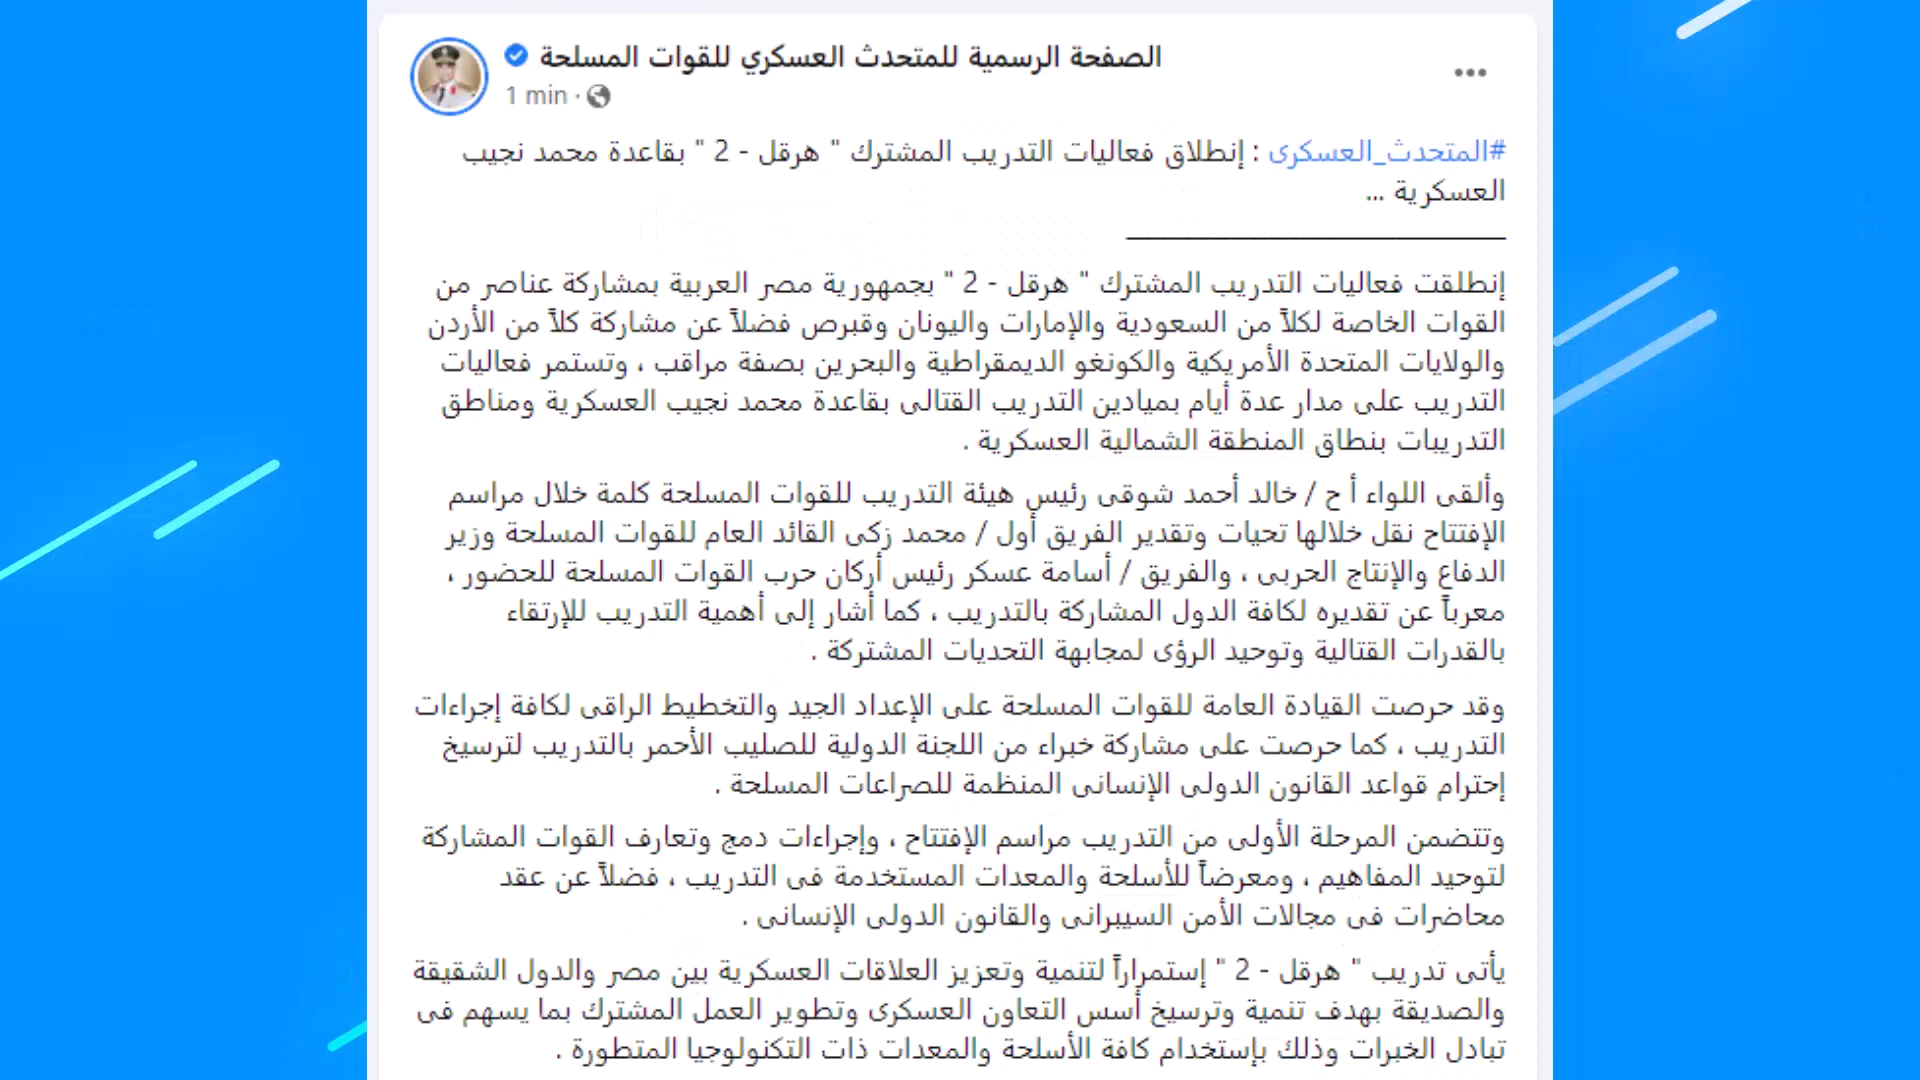 الصفحة الرسمية للمتحدث العسكري للقوات المسلحة
1 min ·
#المتحدث_العسكرى : إنطلاق فعاليات التدريب المشترك " هرقل - 2 " بقاعدة محمد نجيب
العسكرية ...
إنطلقت فعاليات التدريب المشترك " هرقل - 2 " بجمهورية مصر العربية بمشاركة عناصر من
القوات الخاصة لكلاً من السعودية والإمارات واليونان وقبرص فضلاً عن مشاركة كلاً من الأردن
والولايات المتحدة الأمريكية والكونغو الديمقراطية والبحرين بصفة مراقب ، وتستمر فعاليات
التدريب على مدار عدة أيام بميادين التدريب القتالى بقاعدة محمد نجيب العسكرية ومناطق
التدريبات بنطاق المنطقة الشمالية العسكرية .
وألقى اللواء أ ح / خالد أحمد شوقى رئيس هيئة التدريب للقوات المسلحة كلمة خلال مراسم
الإفتتاح نقل خلالها تحيات وتقدير الفريق أول / محمد زكى القائد العام للقوات المسلحة وزير
الدفاع والإنتاج الحربى ، والفريق / أسامة عسكر رئيس أركان حرب القوات المسلحة للحضور ،
معرباً عن تقديره لكافة الدول المشاركة بالتدريب ، كما أشار إلى أهمية التدريب للإرتقاء
بالقدرات القتالية وتوحيد الرؤى لمجابهة التحديات المشتركة .
وقد حرصت القيادة العامة للقوات المسلحة على الإعداد الجيد والتخطيط الراقى لكافة إجراءات
التدريب ، كما حرصت على مشاركة خبراء من اللجنة الدولية للصليب الأحمر بالتدريب لترسيخ
إحترام قواعد القانون الدولى الإنسانى المنظمة للصراعات المسلحة .
وتتضمن المرحلة الأولى من التدريب مراسم الإفتتاح ، وإجراءات دمج وتعارف القوات المشاركة
لتوحيد المفاهيم ، ومعرضاً للأسلحة والمعدات المستخدمة فى التدريب ، فضلاً عن عقد
محاضرات فى مجالات الأمن السيبرانى والقانون الدولى الإنسانى .
يأتى تدريب " هرقل - 2 " إستمراراً لتنمية وتعزيز العلاقات العسكرية بين مصر والدول الشقيقة
والصديقة بهدف تنمية وترسيخ أسس التعاون العسكرى وتطوير العمل المشترك بما يسهم فى
تبادل الخبرات وذلك بإستخدام كافة الأسلحة والمعدات ذات التكنولوجيا المتطورة .